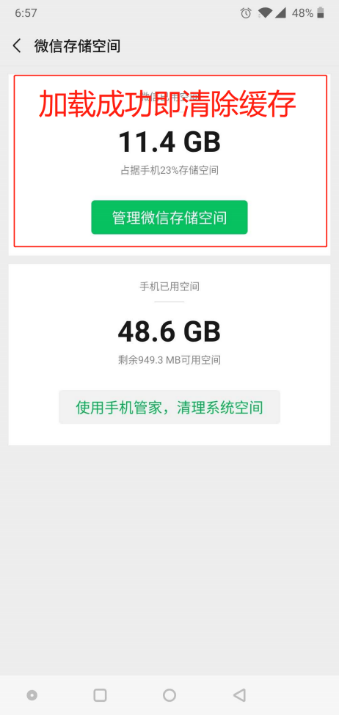 6:57
48%
微信存储空间
加载成功即清除缓存
11.4 GB
占据手机23%存储空间
管理微信存储空间
手机已用空间
48.6 GB
剩余949.3 MB可用空间
使用手机管家，清理系统空间